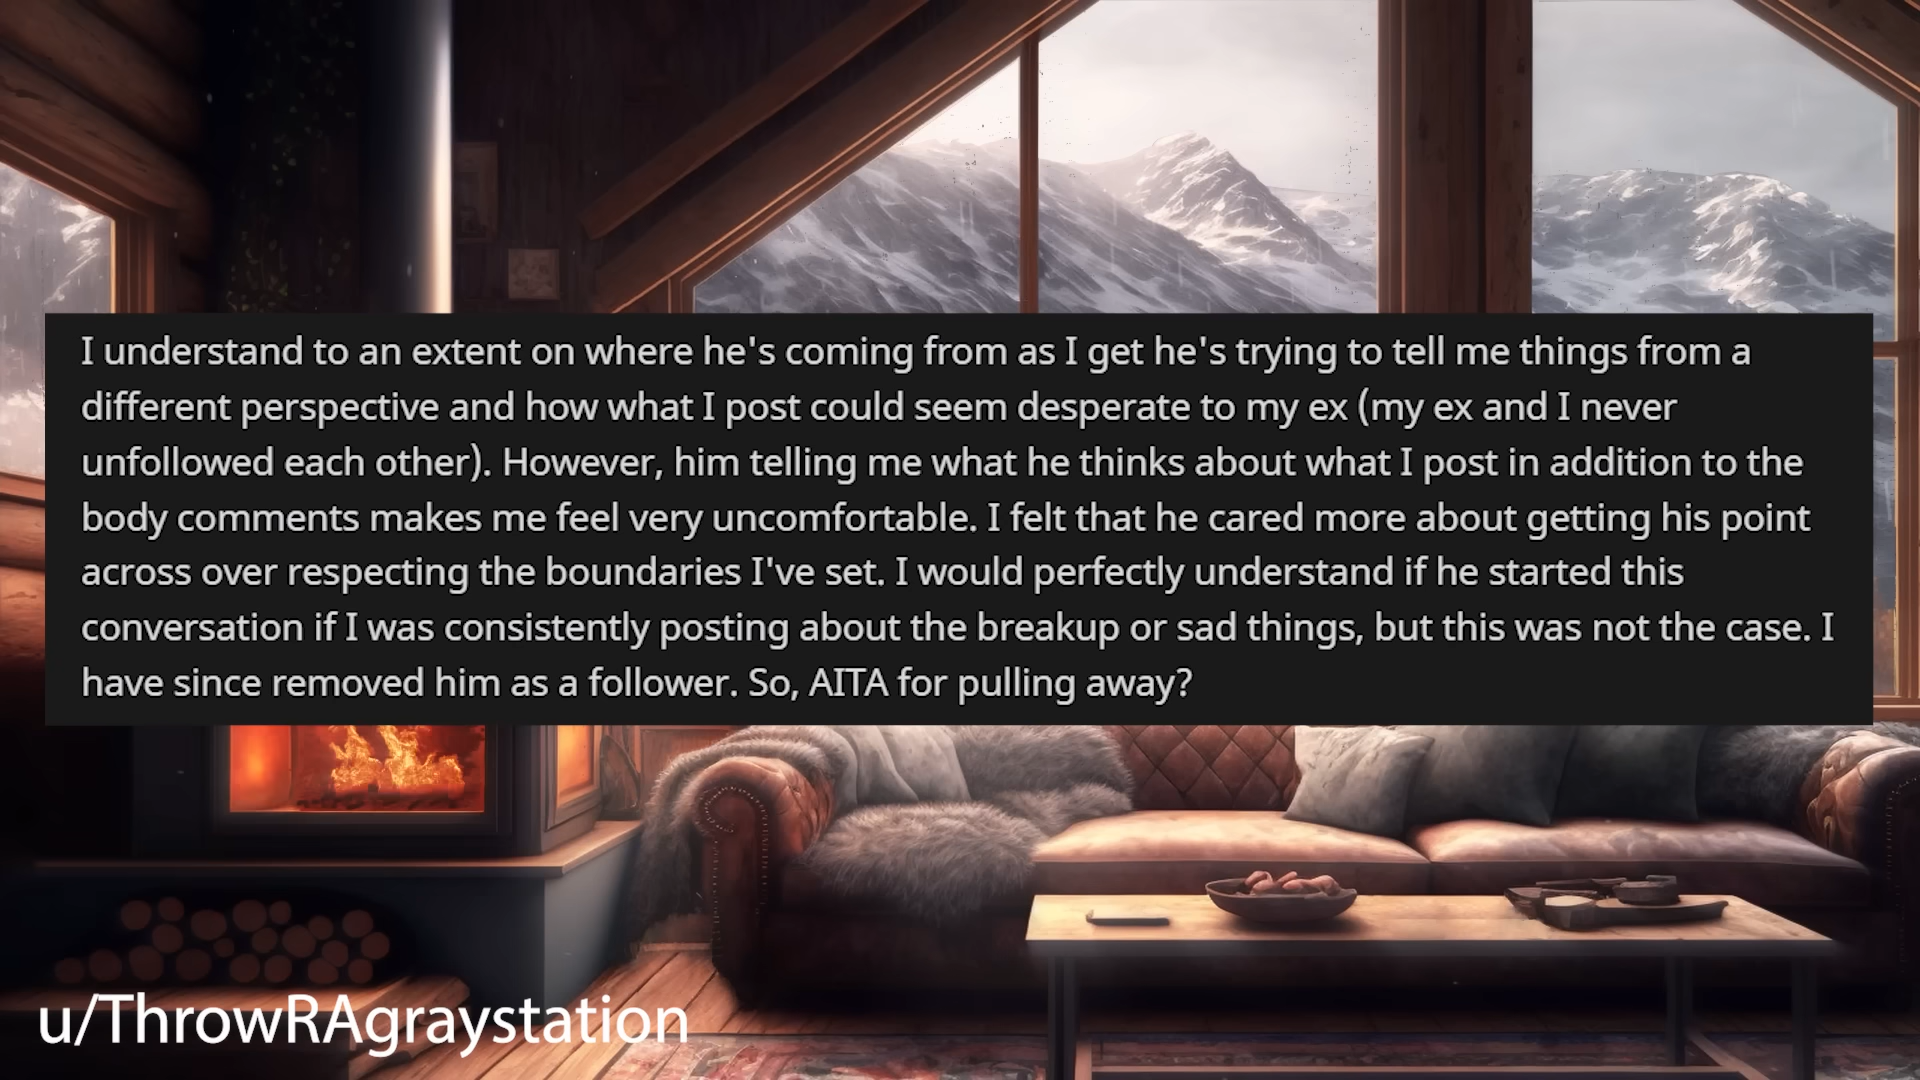 I understand to an extent on where he's coming from as I get he's trying to tell me things from a
different perspective and how what I post could seem desperate to my ex (my ex and I never
unfollowed each other). However, him telling me what he thinks about what I post in addition to the
body comments makes me feel very uncomfortable. I felt that he cared more about getting his point
across over respecting the boundaries I've set. I would perfectly understand if he started this
conversation if I was consistently posting about the breakup or sad things, but this was not the case. I
have since removed him as a follower. So, AITA for pulling away?
u/ThrowRAgraystation